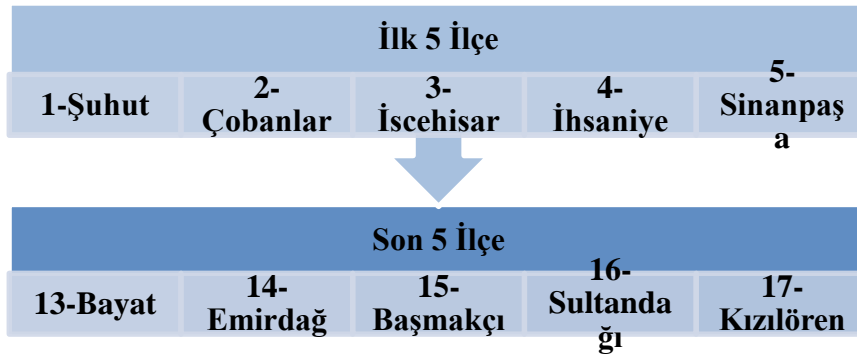 İlk 5 İlçe
1-Şuhut
2-
Çobanlar
3-
İscehisar
4-
İhsaniye
5-
Sinanpaş
a
Son 5 İlçe
13-Bayat
14-
Emirdağ
15-
Başmakçı
16-
Sultanda
ğı
17-
Kızılören